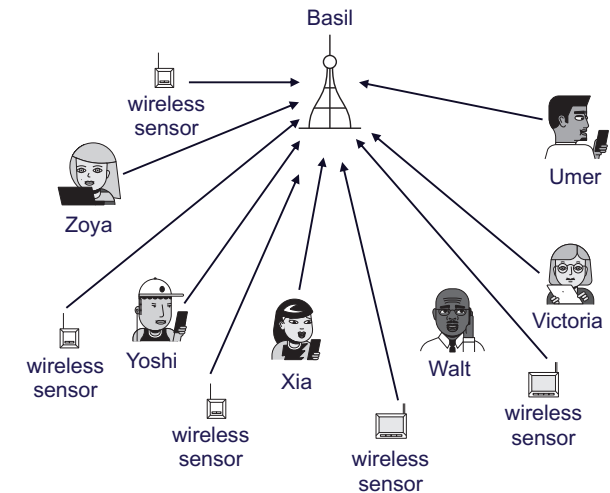 Basil
wireless
sensor
Umer
Zoya
Victoria
wireless
sensor
Yoshi
Xia
Walt
wireless
sensor
wireless
sensor
wireless
sensor